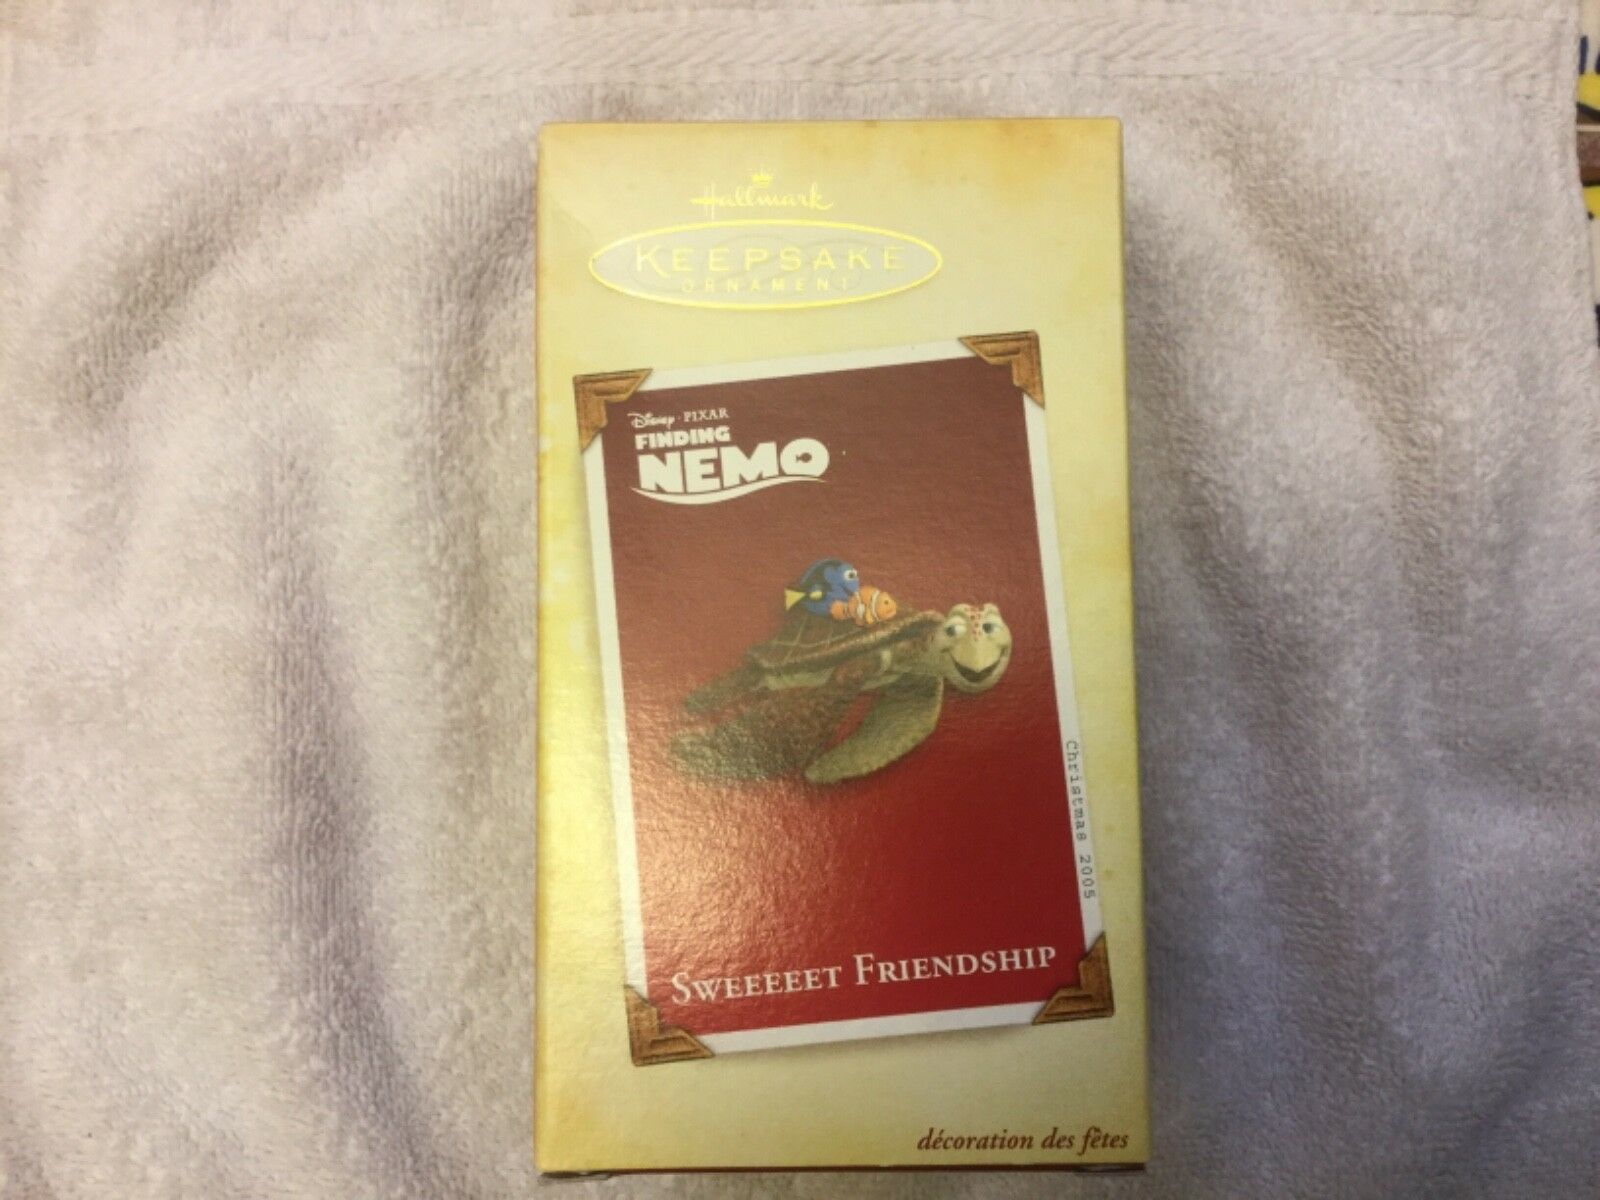 Hallmark
KEEPSAKE
ORNAMENT
Disney · PIXAR
FINDING
NEMO
Christmas 2005
SWEEEEET FRIENDSHIP
décoration des fêtes